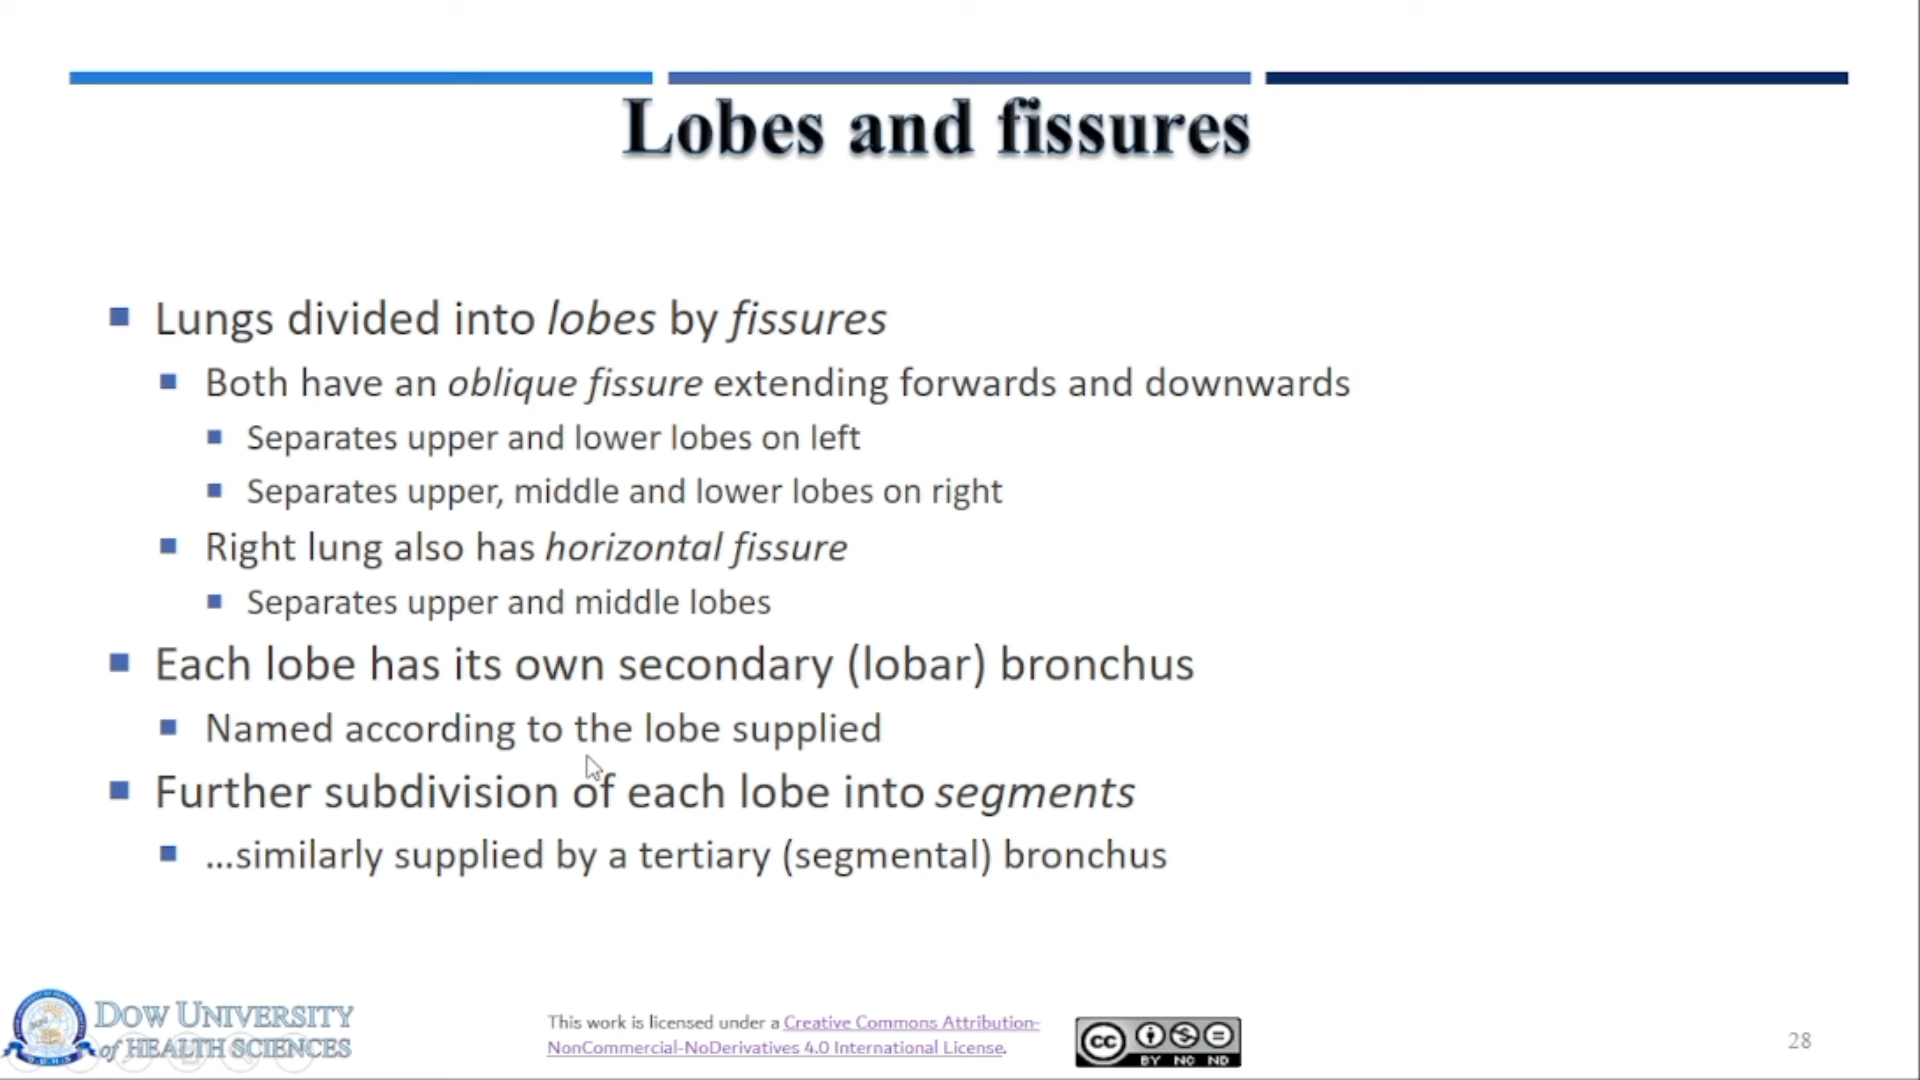 Lobes and fissures
Lungs divided into lobes by fissures
Both have an oblique fissure extending forwards and downwards
Separates upper and lower lobes on left
Separates upper, middle and lower lobes on right
Right lung also has horizontal fissure
Separates upper and middle lobes
Each lobe has its own secondary (lobar) bronchus
Named according to the lobe supplied
Further subdivision of each lobe into segments
...similarly supplied by a tertiary (segmental) bronchus
DOW UNIVERSITY
of HEALTH SCIENCES
This work is licensed under a Creative Commons Attribution-
NonCommercial-NoDerivatives 4.0 International License.
cc
BY NC ND
28